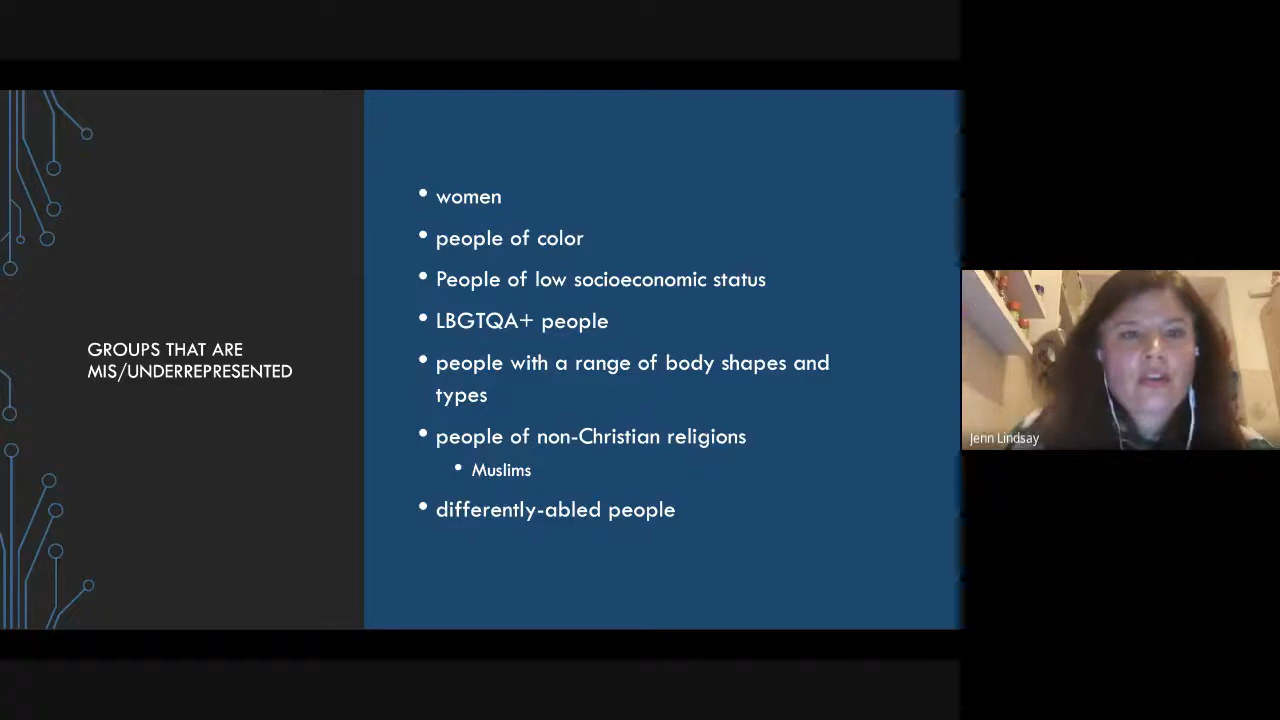 GROUPS THAT ARE
MIS/UNDERREPRESENTED
• women
• people of color
• People of low socioeconomic status
• LBGTQA+ people
• people with a range of body shapes and
types
• people of non-Christian religions
• Muslims
• differently-abled people
Jenn Lindsay